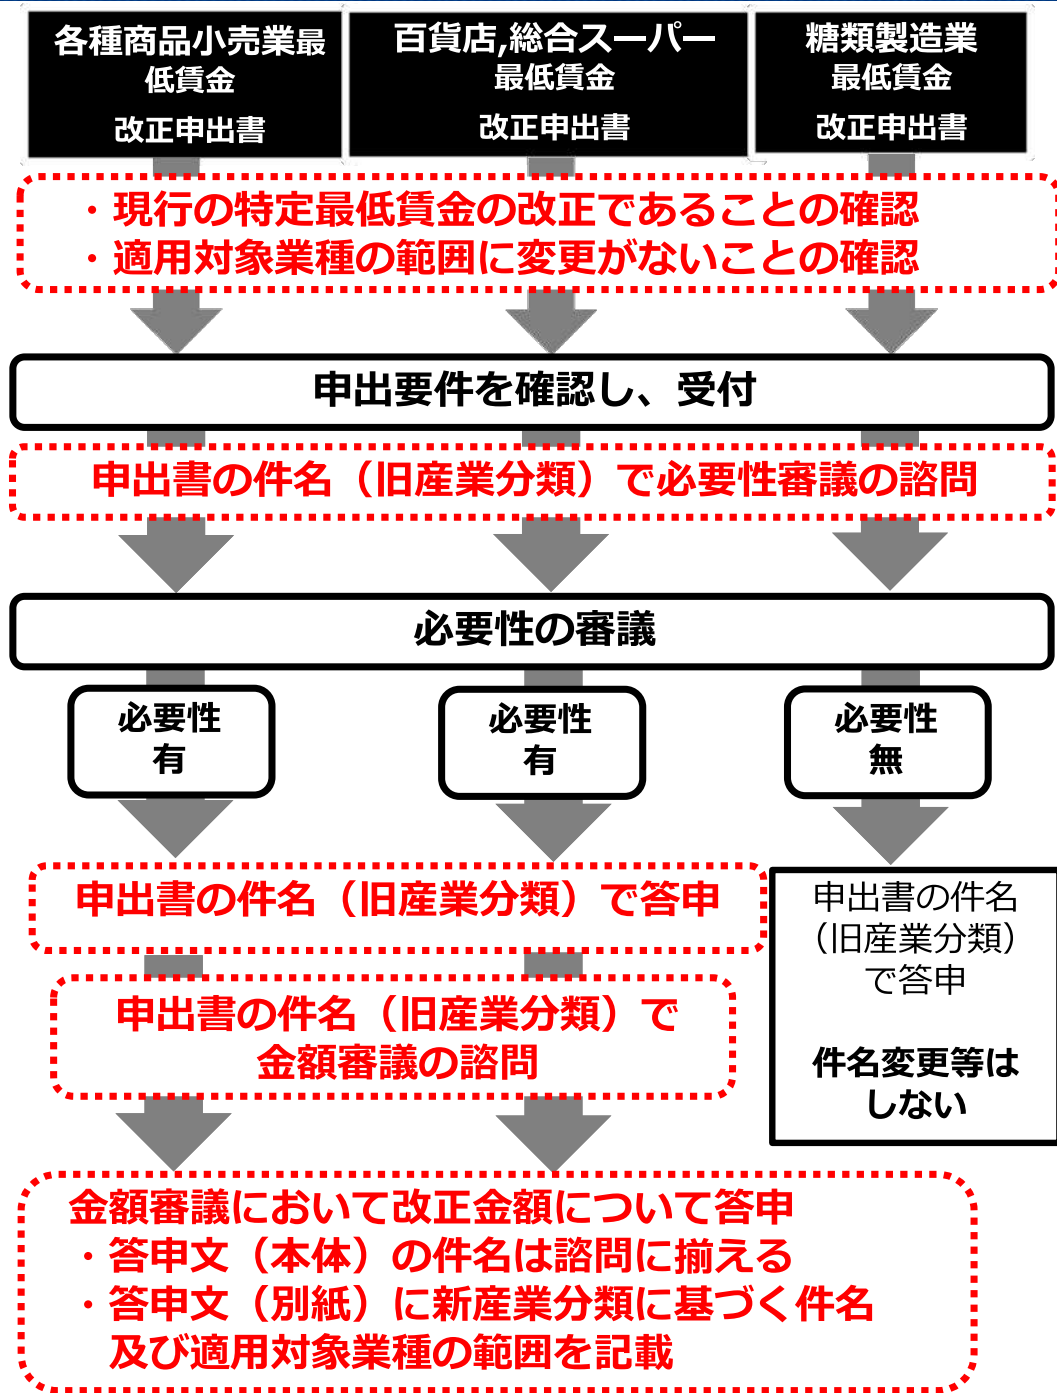 各種商品小売業最
低賃金
改正申出書
百貨店,総合スーパー
最低賃金
改正申出書
糖類製造業
最低賃金
改正申出書
・現行の特定最低賃金の改正であることの確認
・適用対象業種の範囲に変更がないことの確認
申出要件を確認し、受付
申出書の件名（旧産業分類）で必要性審議の諮問
必要性の審議
必要性
有
必要性
有
必要性
無
申出書の件名（旧産業分類）で答申
申出書の件名（旧産業分類）で
金額審議の諮問
申出書の件名
（旧産業分類）
で答申
件名変更等は
しない
金額審議において改正金額について答申
・答申文（本体）の件名は諮問に揃える
・答申文（別紙）に新産業分類に基づく件名
及び適用対象業種の範囲を記載